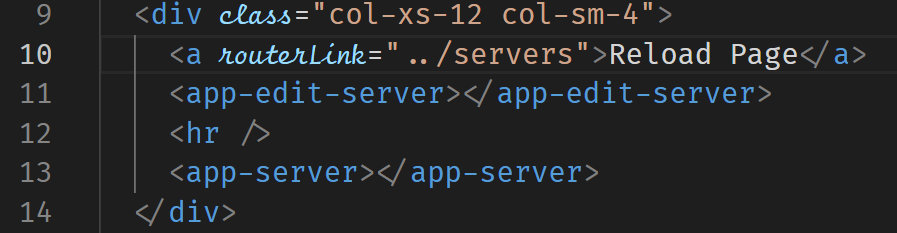 9 <div class="col-xs-12 col-sm-4">
10 <a routerLink="../servers">Reload Page</a>
11 <app-edit-server></app-edit-server>
12 <hr />
13 <app-server></app-server>
14 </div>